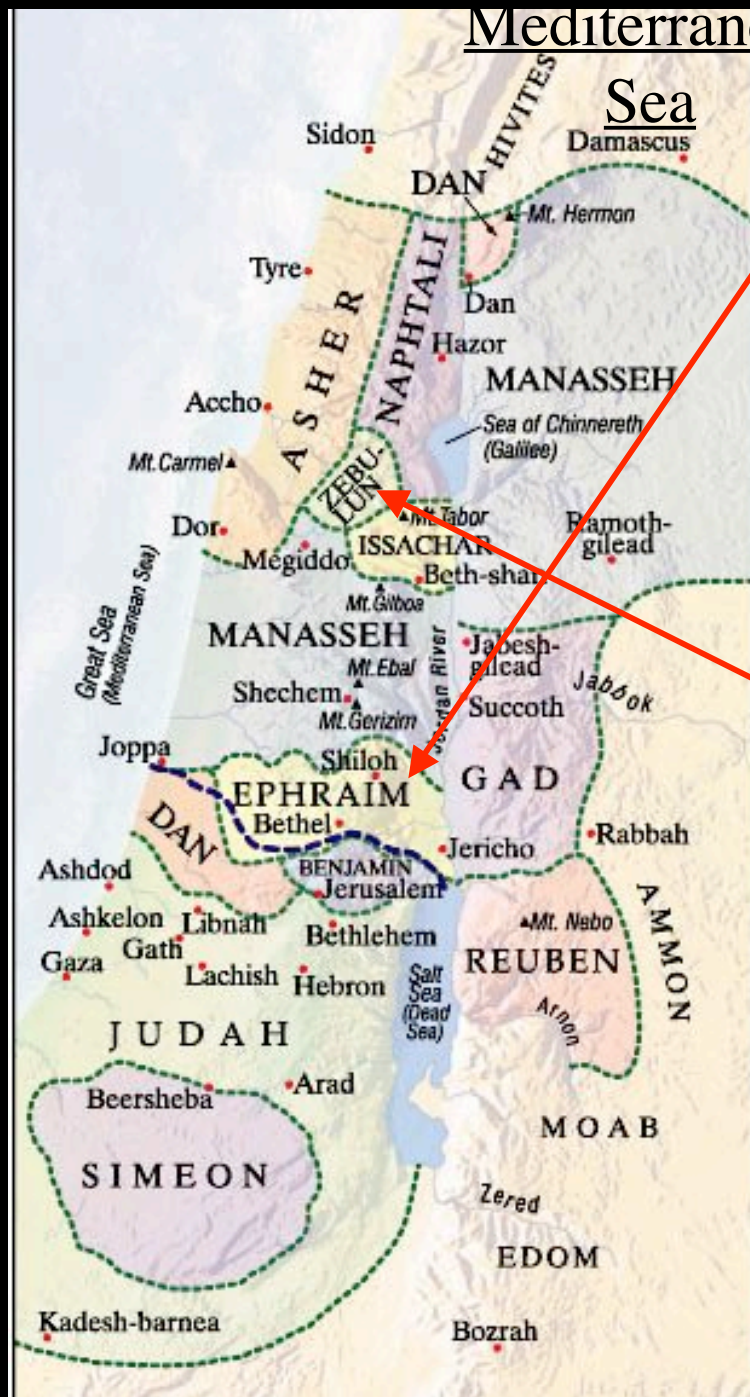 Mediterrane
Sea
HIVITES
Sidon
Damascus
DAN
Mt. Hermon
Tyre
NAPHTALI
Dan
ASHER
Hazor
MANASSEH
Accho
Sea of Chinnereth
(Galilee)
Mt.Carmel
ZEBU-
LUN
Mt.Tabor
Ramoth-
gilead
Dor
ISSACHAR
Megiddo
Beth-shan
Mt.Gilboa
Great Sea
(Mediterranean Sea)
MANASSEH
Jordan River
Jabesh-
gilead
Mt.Ebal
Jabbok
Shechem
Succoth
Mt.Gerizim
Joppa
Shiloh
GAD
EPHRAIM
DAN
Bethel
Rabbah
Jericho
BENJAMIN
Ashdod
Jerusalem
AMMON
Ashkelon
Libnah
Mt. Nebo
Gath
Bethlehem
Gaza
REUBEN
Lachish
Hebron
Salt
Sea
(Dead
Sea)
Arnon
JUDAH
Arad
Beersheba
MOAB
SIMEON
Zered
EDOM
Kadesh-barnea
Bozrah